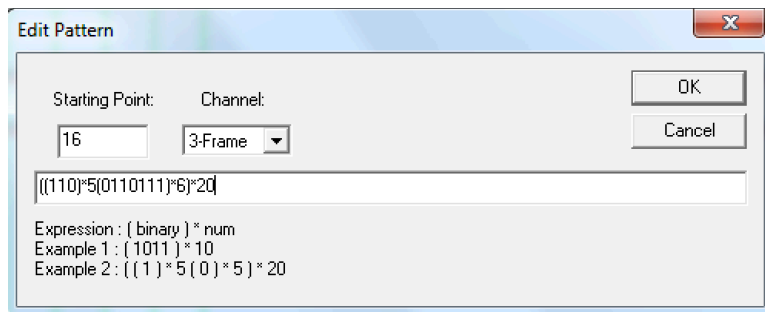 Edit Pattern
Starting Point: Channel:
16 3-Frame
OK
Cancel
((110)*5(0110111)*6)*20
Expression : ( binary ) * num
Example 1 : ( 1011 ) * 10
Example 2 : ( ( 1 ) * 5 ( 0 ) * 5 ) * 20